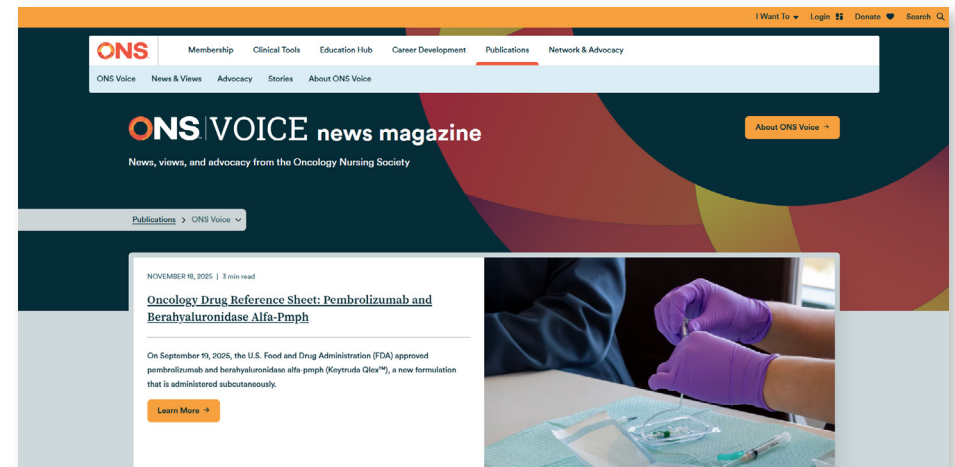 I Want To Login Donate Search
ONS Membership Clinical Tools Education Hub Career Development Publications Network & Advocacy
ONS Voice News & Views Advocacy Stories About ONS Voice
ONS VOICE news magazine
About ONS Voice →
News, views, and advocacy from the Oncology Nursing Society
Publications > ONS Voice
NOVEMBER 18, 2025 | 3 min read
Oncology Drug Reference Sheet: Pembrolizumab and
Berahyaluronidase Alfa-Pmph
On September 19, 2025, the U.S. Food and Drug Administration (FDA) approved
pembrolizumab and berahyaluronidase alfa-pmph (Keytruda Qlex™), a new formulation
that is administered subcutaneously.
Learn More →